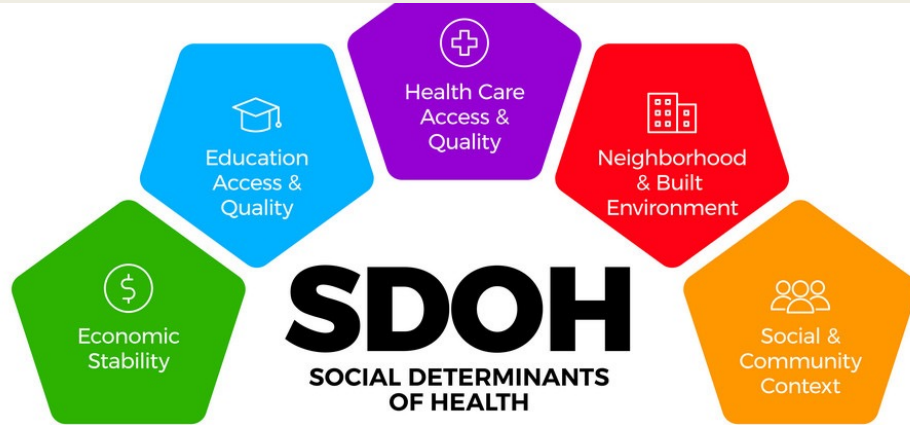 Health Care
Access &
Quality
Education
Access &
Quality
Neighborhood
& Built
Environment
$
Economic
Stability
SDOH
SOCIAL DETERMINANTS
OF HEALTH
Social &
Community
Context